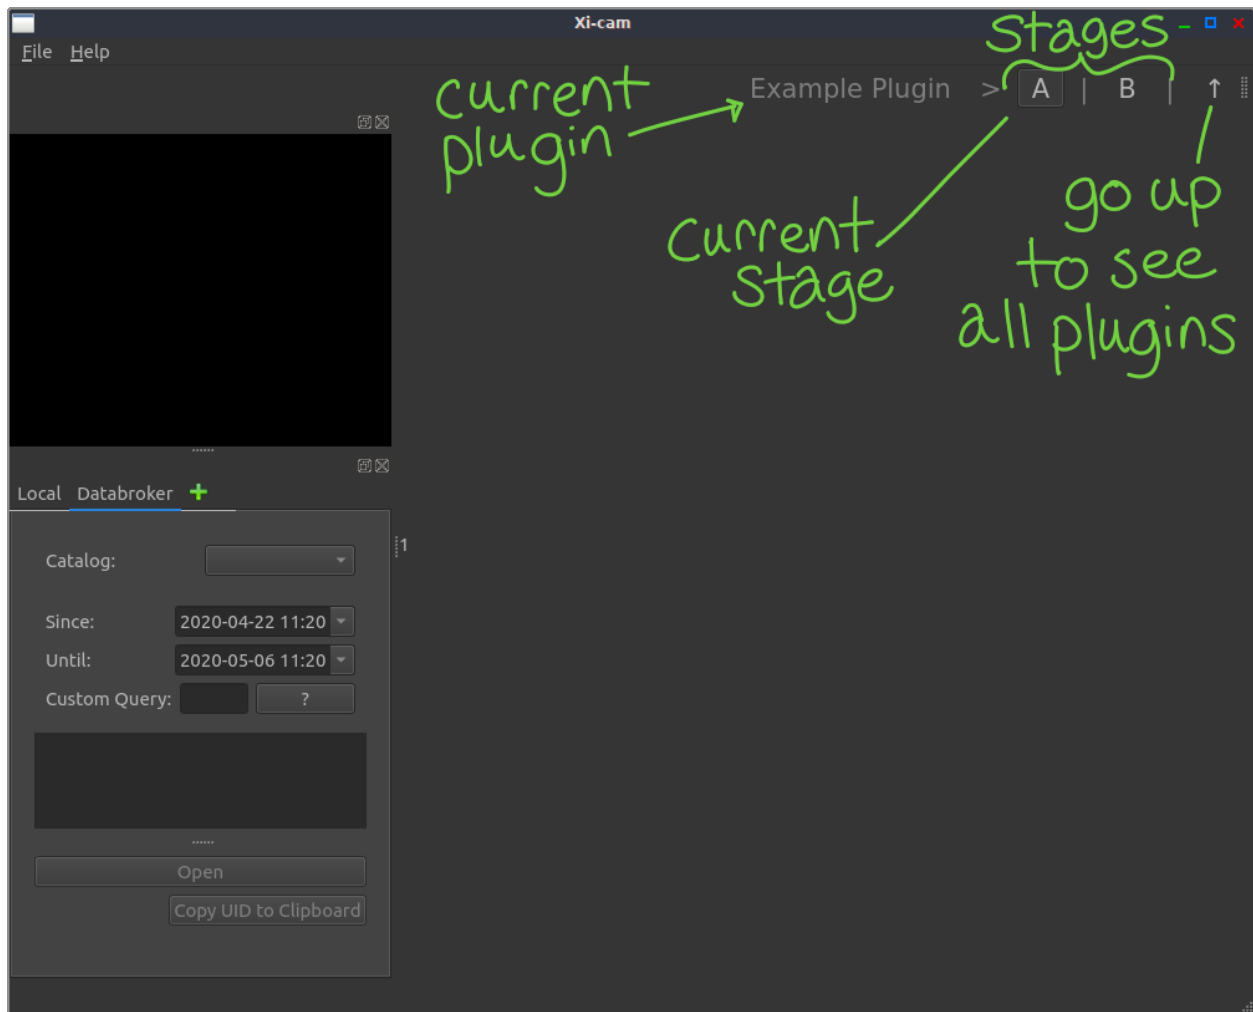 Xi-cam
File Help
Stages
Example Plugin > A | B | ↑
current
plugin
current
stage
go up
to see
all plugins
Local Databroker +
Catalog:
1
Since: 2020-04-22 11:20
Until: 2020-05-06 11:20
Custom Query: ?
Open
Copy UID to Clipboard